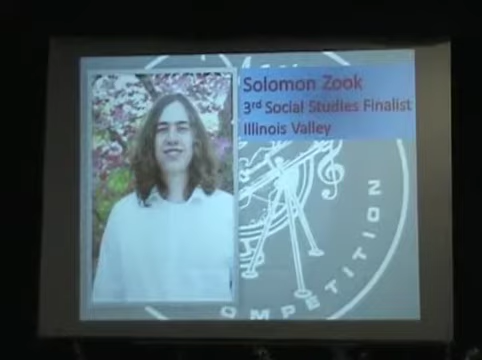 Solomon Zook
3rd Social Studies Finalist
Illinois Valley
OMPETITION